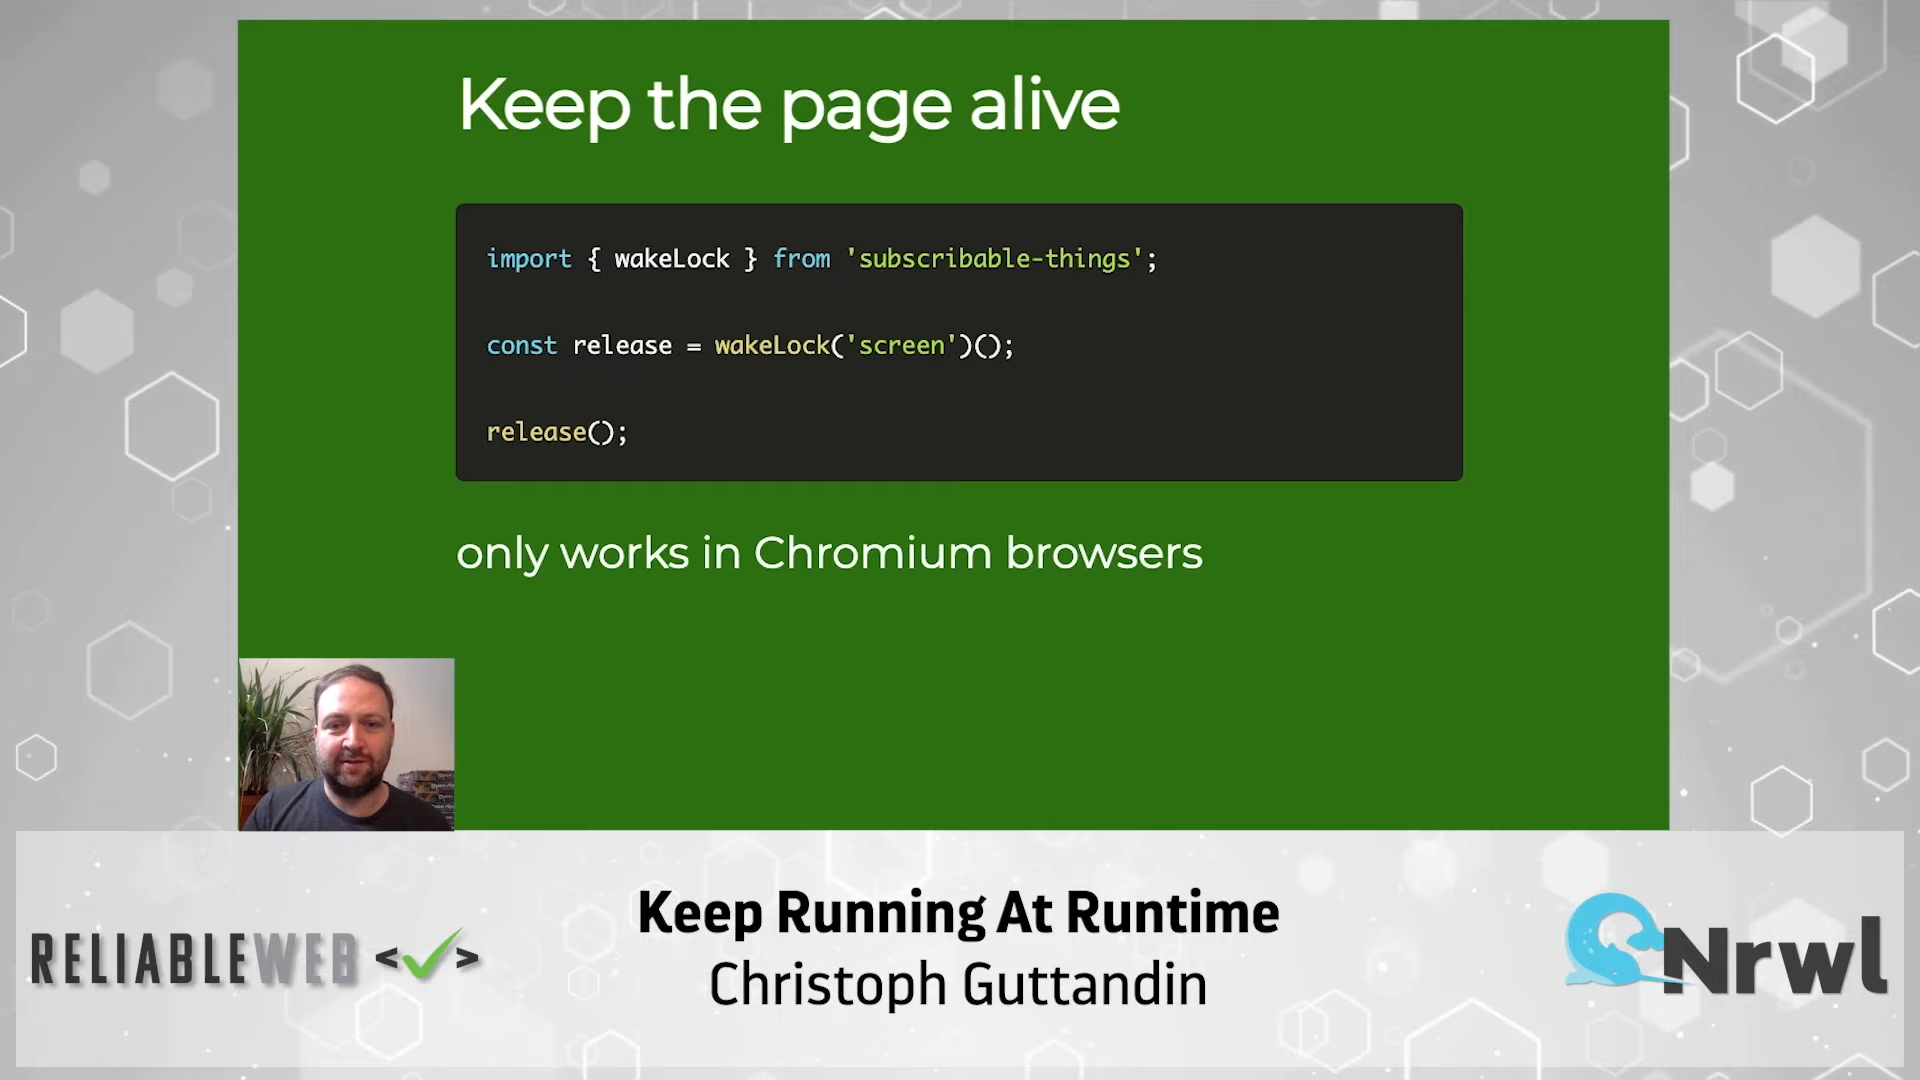 Keep the page alive
import { wakeLock } from 'subscribable-things';
const release = wakeLock('screen')();
release();
only works in Chromium browsers
RELIABLEWEB <✓>
Keep Running At Runtime
Christoph Guttandin
Nrwl